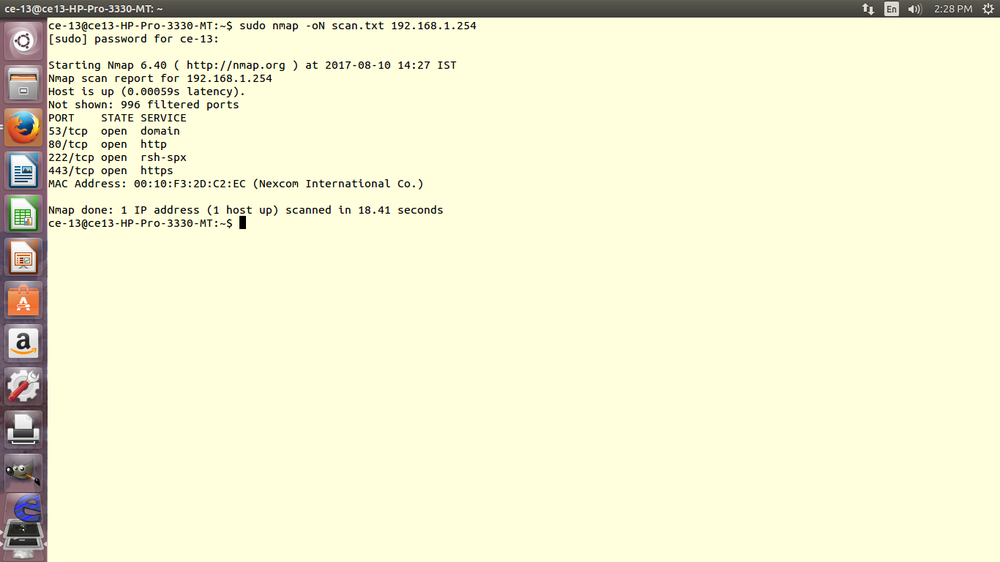 ce-13@ce13-HP-Pro-3330-MT: ~
En
2:28 PM
ce-13@ce13-HP-Pro-3330-MT:~$ sudo nmap -oN scan.txt 192.168.1.254
[sudo] password for ce-13:
Starting Nmap 6.40 ( http://nmap.org ) at 2017-08-10 14:27 IST
Nmap scan report for 192.168.1.254
Host is up (0.00059s latency).
Not shown: 996 filtered ports
PORT    STATE SERVICE
53/tcp  open  domain
80/tcp  open  http
222/tcp open  rsh-spx
443/tcp open  https
MAC Address: 00:10:F3:2D:C2:EC (Nexcom International Co.)
Nmap done: 1 IP address (1 host up) scanned in 18.41 seconds
ce-13@ce13-HP-Pro-3330-MT:~$